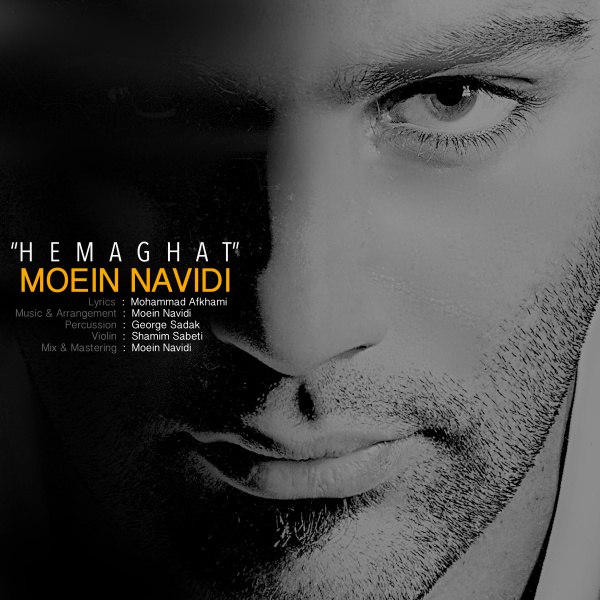 "HEMAGHAT"
MOEIN NAVIDI
Lyrics : Mohammad Afkhami
Music & Arrangement : Moein Navidi
Percussion : George Sadak
Violin : Shamim Sabeti
Mix & Mastering : Moein Navidi